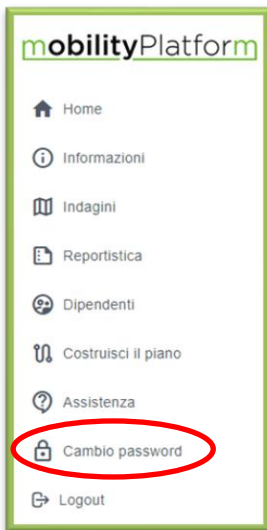 mobilityPlatform
Home
Informazioni
Indagini
Reportistica
Dipendenti
Costruisci il piano
Assistenza
Cambio password
Logout